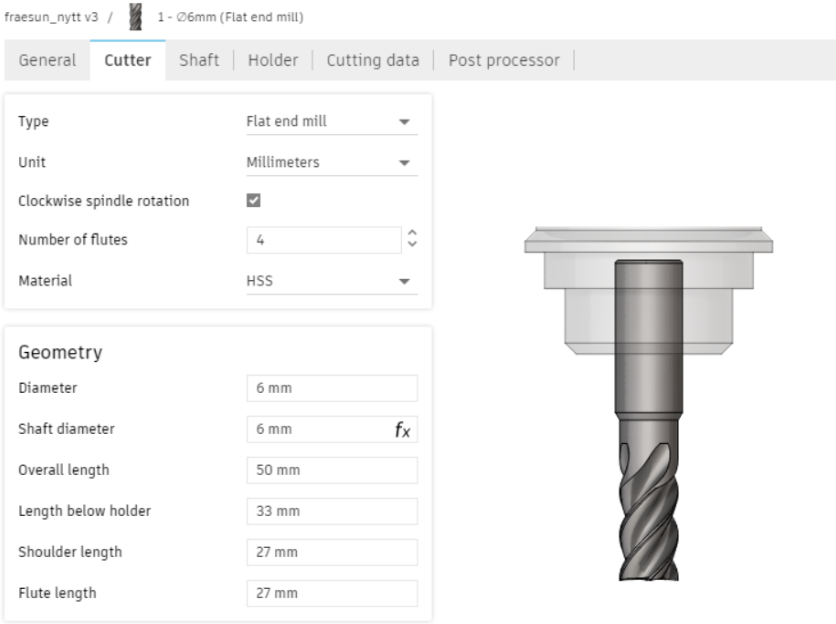 fraesun_nytt v3 / 1 - ∅6mm (Flat end mill)
General Cutter Shaft Holder Cutting data Post processor
Type Flat end mill
Unit Millimeters
Clockwise spindle rotation
Number of flutes 4
Material HSS
Geometry
Diameter 6 mm
Shaft diameter 6 mm fx
Overall length 50 mm
Length below holder 33 mm
Shoulder length 27 mm
Flute length 27 mm